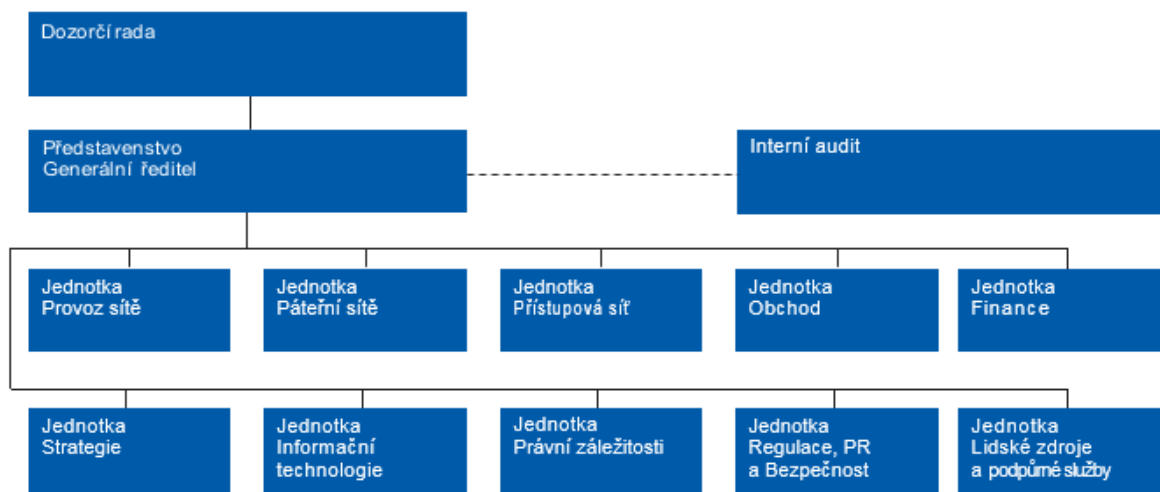 Dozorčí rada
Představenstvo
Generální ředitel
Interní audit
Jednotka
Provoz sítě
Jednotka
Páteřní sítě
Jednotka
Přístupová síť
Jednotka
Obchod
Jednotka
Finance
Jednotka
Strategie
Jednotka
Informační
technologie
Jednotka
Právní záležitosti
Jednotka
Regulace, PR
a Bezpečnost
Jednotka
Lidské zdroje
a podpůrné služby